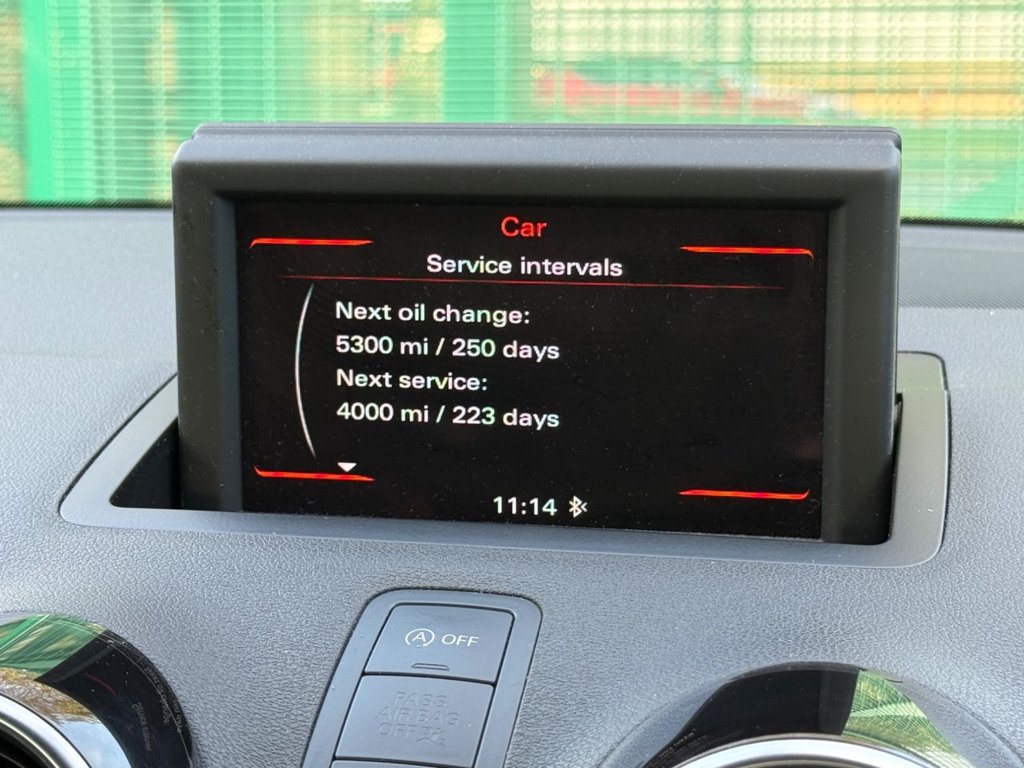 Car
Service intervals
Next oil change:
5300 mi / 250 days
Next service:
4000 mi / 223 days
11:14
A OFF
PASS
AIR BAG
OFF